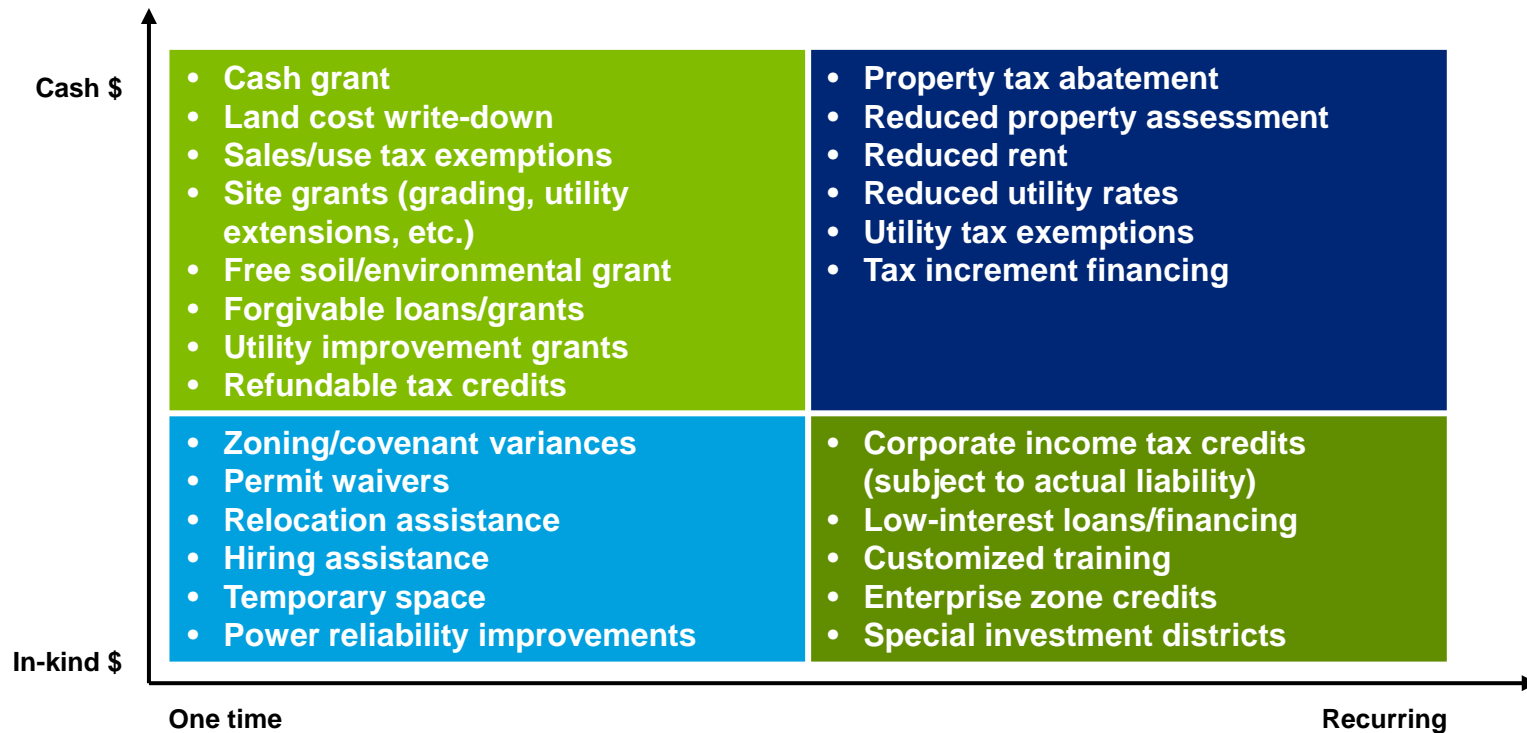 Cash $
• Cash grant
• Land cost write-down
• Sales/use tax exemptions
• Site grants (grading, utility
extensions, etc.)
• Free soil/environmental grant
• Forgivable loans/grants
• Utility improvement grants
• Refundable tax credits
• Property tax abatement
• Reduced property assessment
• Reduced rent
• Reduced utility rates
• Utility tax exemptions
• Tax increment financing
• Zoning/covenant variances
• Permit waivers
• Relocation assistance
• Hiring assistance
• Temporary space
• Power reliability improvements
• Corporate income tax credits
(subject to actual liability)
• Low-interest loans/financing
• Customized training
• Enterprise zone credits
• Special investment districts
In-kind $
One time
Recurring